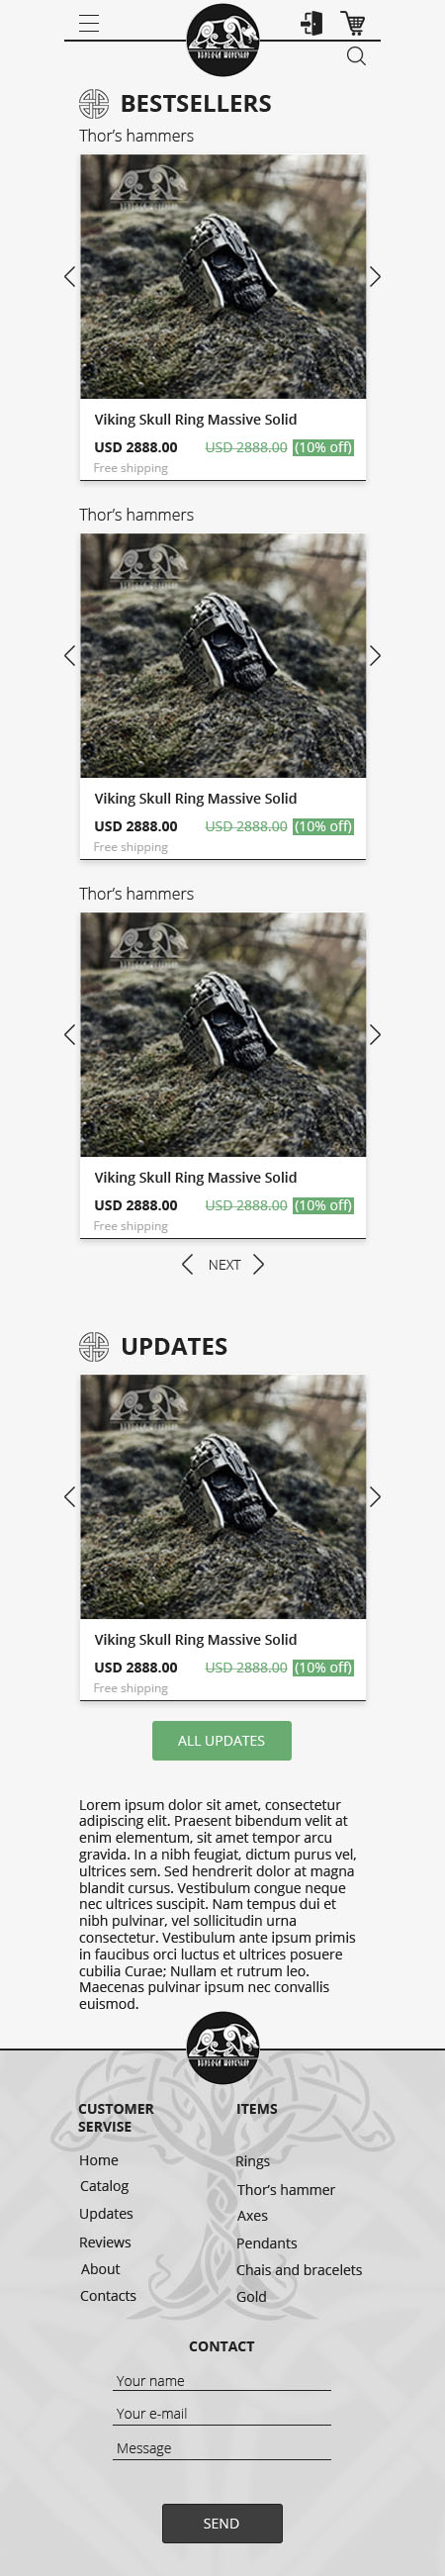 BESTSELLERS
Thor's hammers
Viking Skull Ring Massive Solid
USD 2888.00 USD 2888.00 (10% off)
Free shipping
Thor's hammers
Viking Skull Ring Massive Solid
USD 2888.00 USD 2888.00 (10% off)
Free shipping
Thor's hammers
Viking Skull Ring Massive Solid
USD 2888.00 USD 2888.00 (10% off)
Free shipping
NEXT
UPDATES
Viking Skull Ring Massive Solid
USD 2888.00 USD 2888.00 (10% off)
Free shipping
ALL UPDATES
Lorem ipsum dolor sit amet, consectetur
adipiscing elit. Praesent bibendum velit at
enim elementum, sit amet tempor arcu
gravida. In a nibh feugiat, dictum purus vel,
ultrices sem. Sed hendrerit dolor at magna
blandit cursus. Vestibulum congue neque
nec ultrices suscipit. Nam tempus dui et
nibh pulvinar, vel sollicitudin urna
consectetur. Vestibulum ante ipsum primis
in faucibus orci luctus et ultrices posuere
cubilia Curae; Nullam et rutrum leo.
Maecenas pulvinar ipsum nec convallis
euismod.
CUSTOMER
SERVISE
Home
Catalog
Updates
Reviews
About
Contacts
ITEMS
Rings
Thor's hammer
Axes
Pendants
Chais and bracelets
Gold
CONTACT
Your name
Your e-mail
Message
SEND